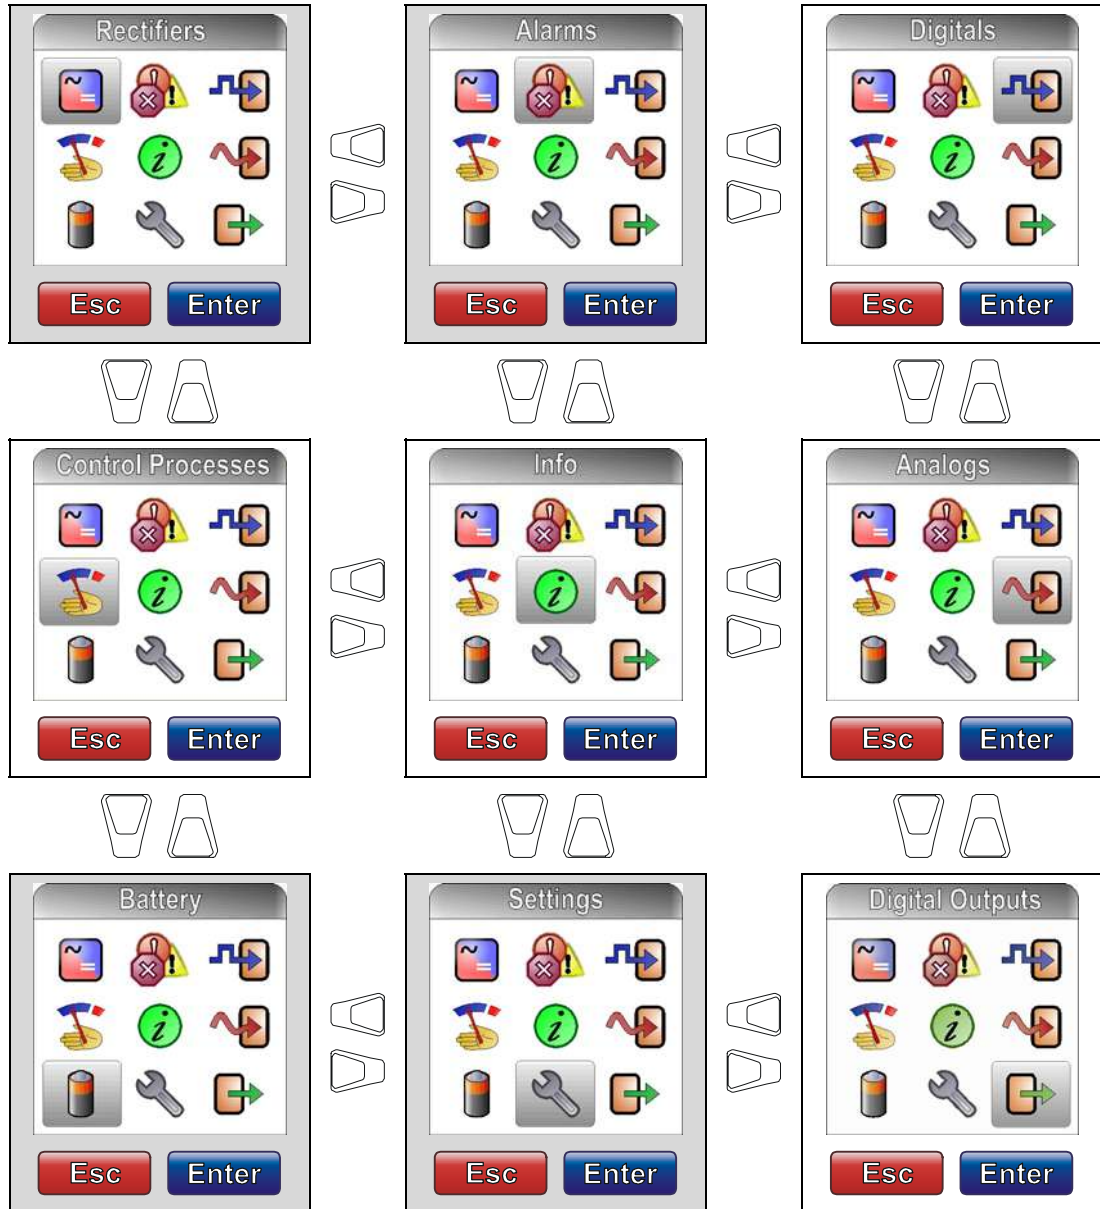 Rectifiers
Alarms
Digitals
Esc Enter
Esc Enter
Esc Enter
Control Processes
Info
Analogs
Esc Enter
Esc Enter
Esc Enter
Battery
Settings
Digital Outputs
Esc Enter
Esc Enter
Esc Enter